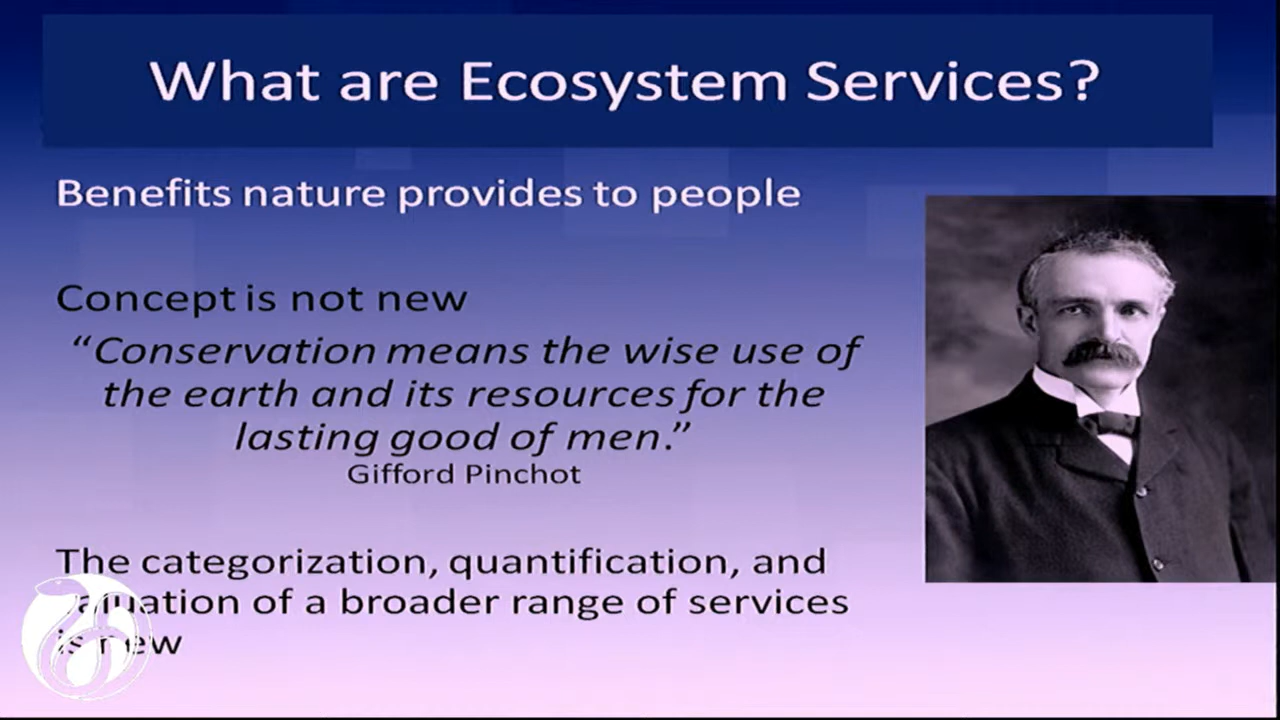 What are Ecosystem Services?
Benefits nature provides to people
Concept is not new
“Conservation means the wise use of
the earth and its resources for the
lasting good of men.”
Gifford Pinchot
The categorization, quantification, and
valuation of a broader range of services
is new